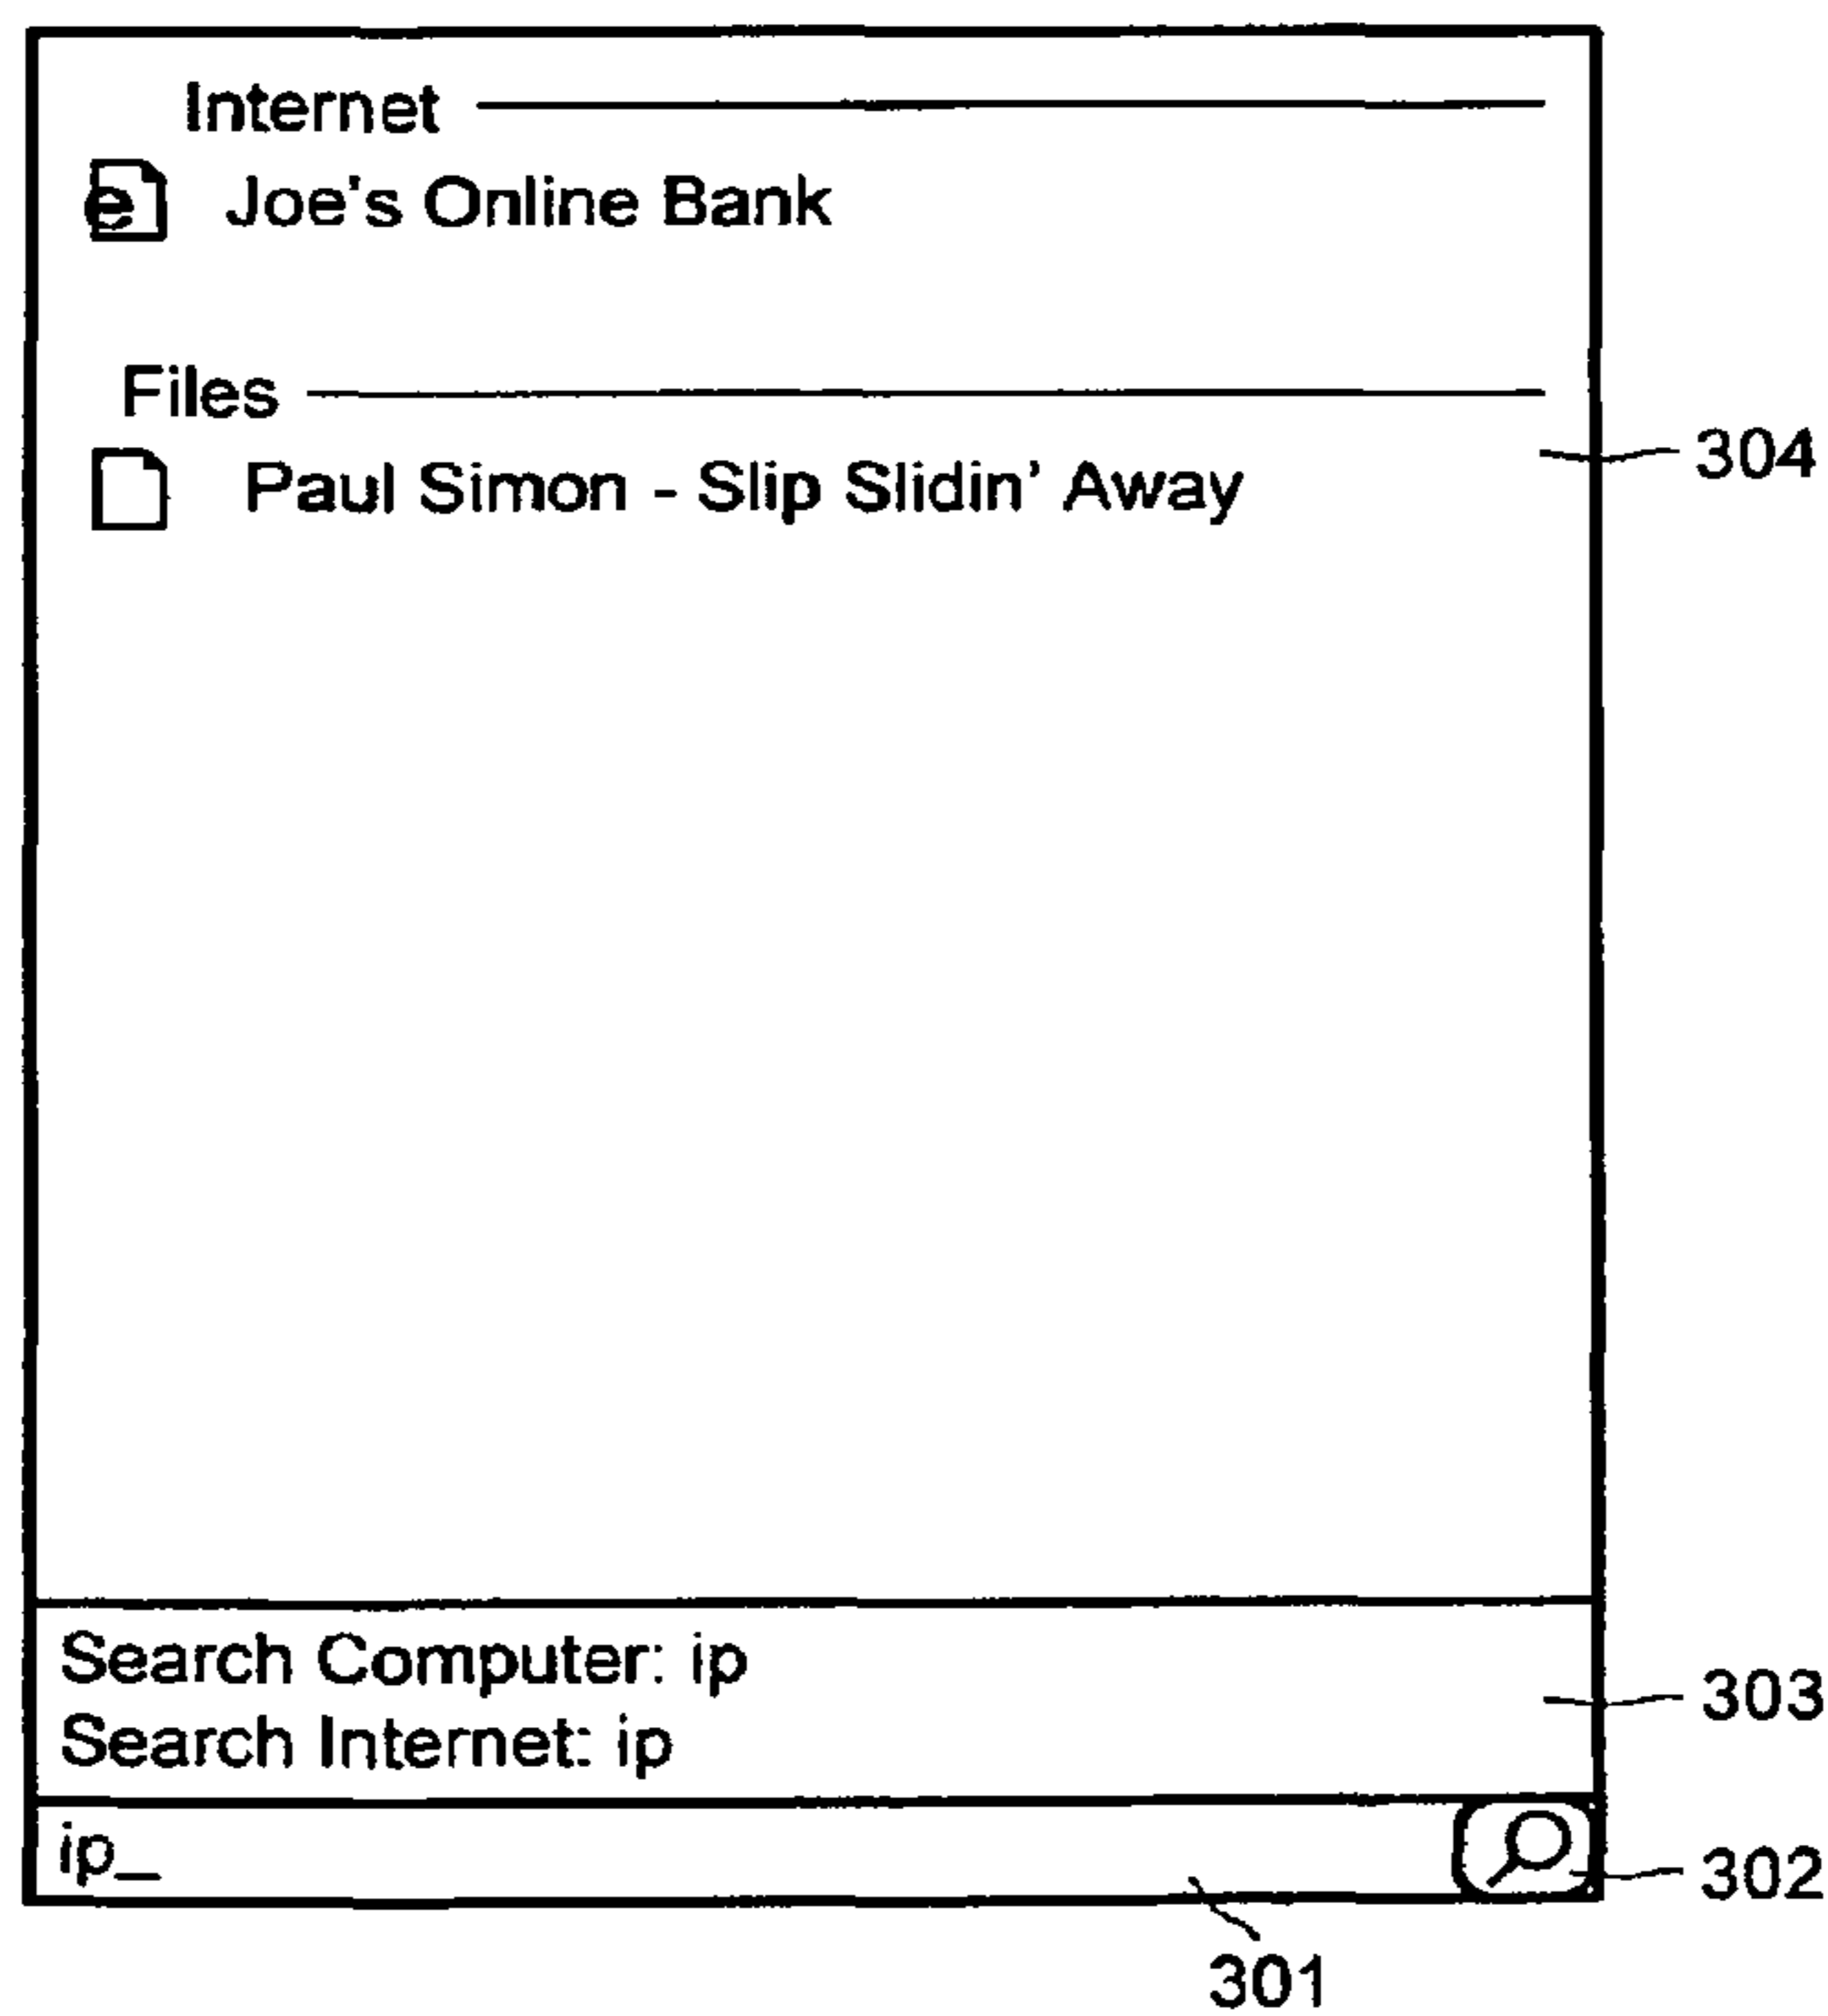 Internet
e Joe's Online Bank
Files
Paul Simon - Slip Slidin' Away
304
Search Computer: ip
303
Search Internet: ip
ip_
302
301